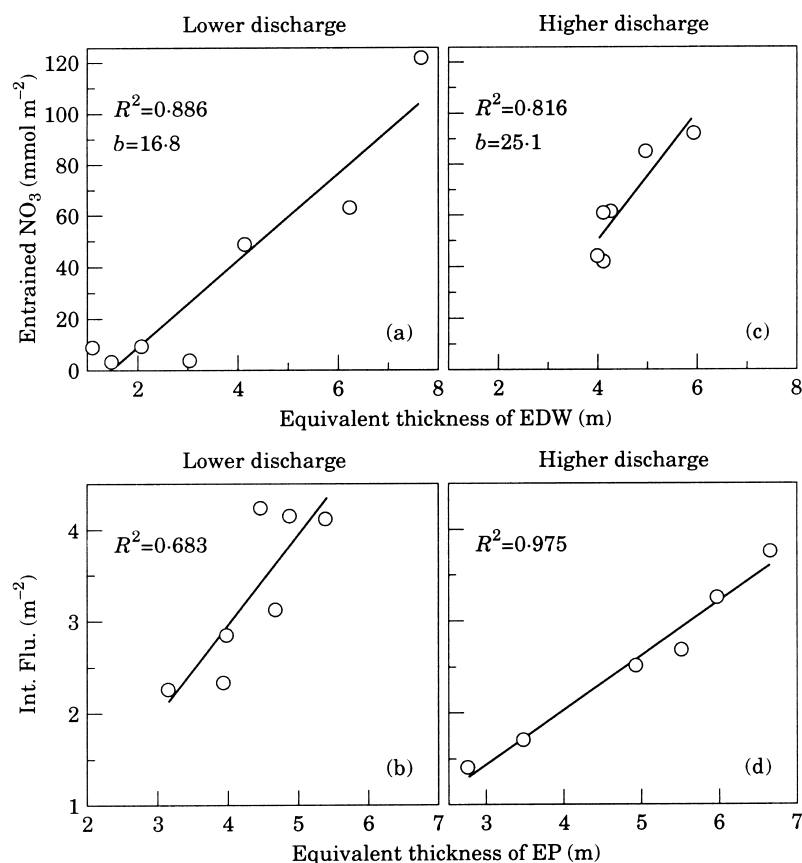 Lower discharge
Higher discharge
Entrained NO₃ (mmol m⁻²)
120
100
80
60
40
20
0
R²=0·886
b=16·8
(a)
R²=0·816
b=25·1
(c)
2 4 6 8
2 4 6 8
Equivalent thickness of EDW (m)
Lower discharge
Higher discharge
Int. Flu. (m⁻²)
4
3
2
1
R²=0·683
(b)
R²=0·975
(d)
2 3 4 5 6 7
3 4 5 6 7
Equivalent thickness of EP (m)